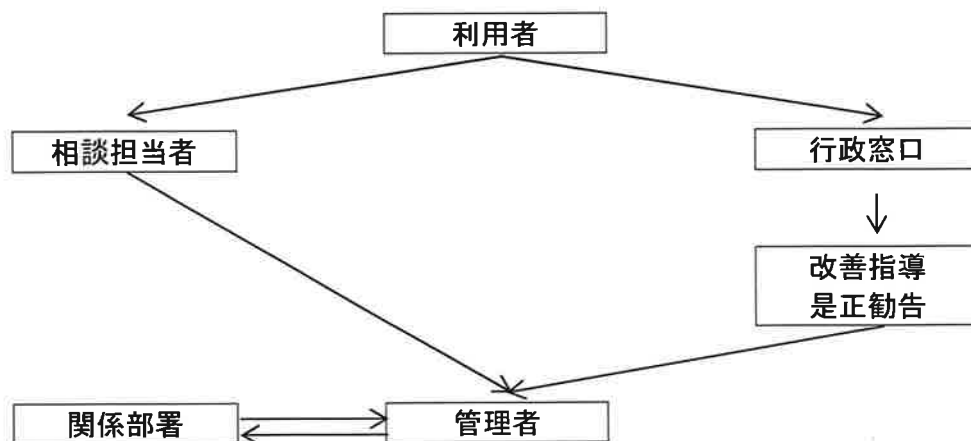 利用者
相談担当者
行政窓口
改善指導
是正勧告
関係部署
管理者